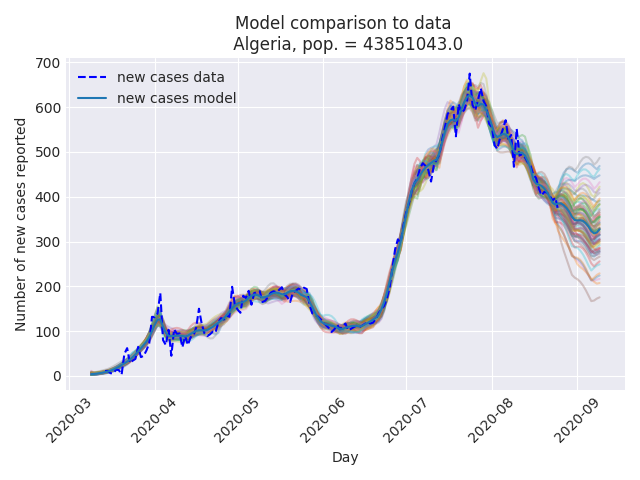 Model comparison to data
Algeria, pop. = 43851043.0
700
600
500
400
300
200
100
0
Number of new cases reported
new cases data
new cases model
2020-03
2020-04
2020-05
2020-06
2020-07
2020-08
2020-09
Day